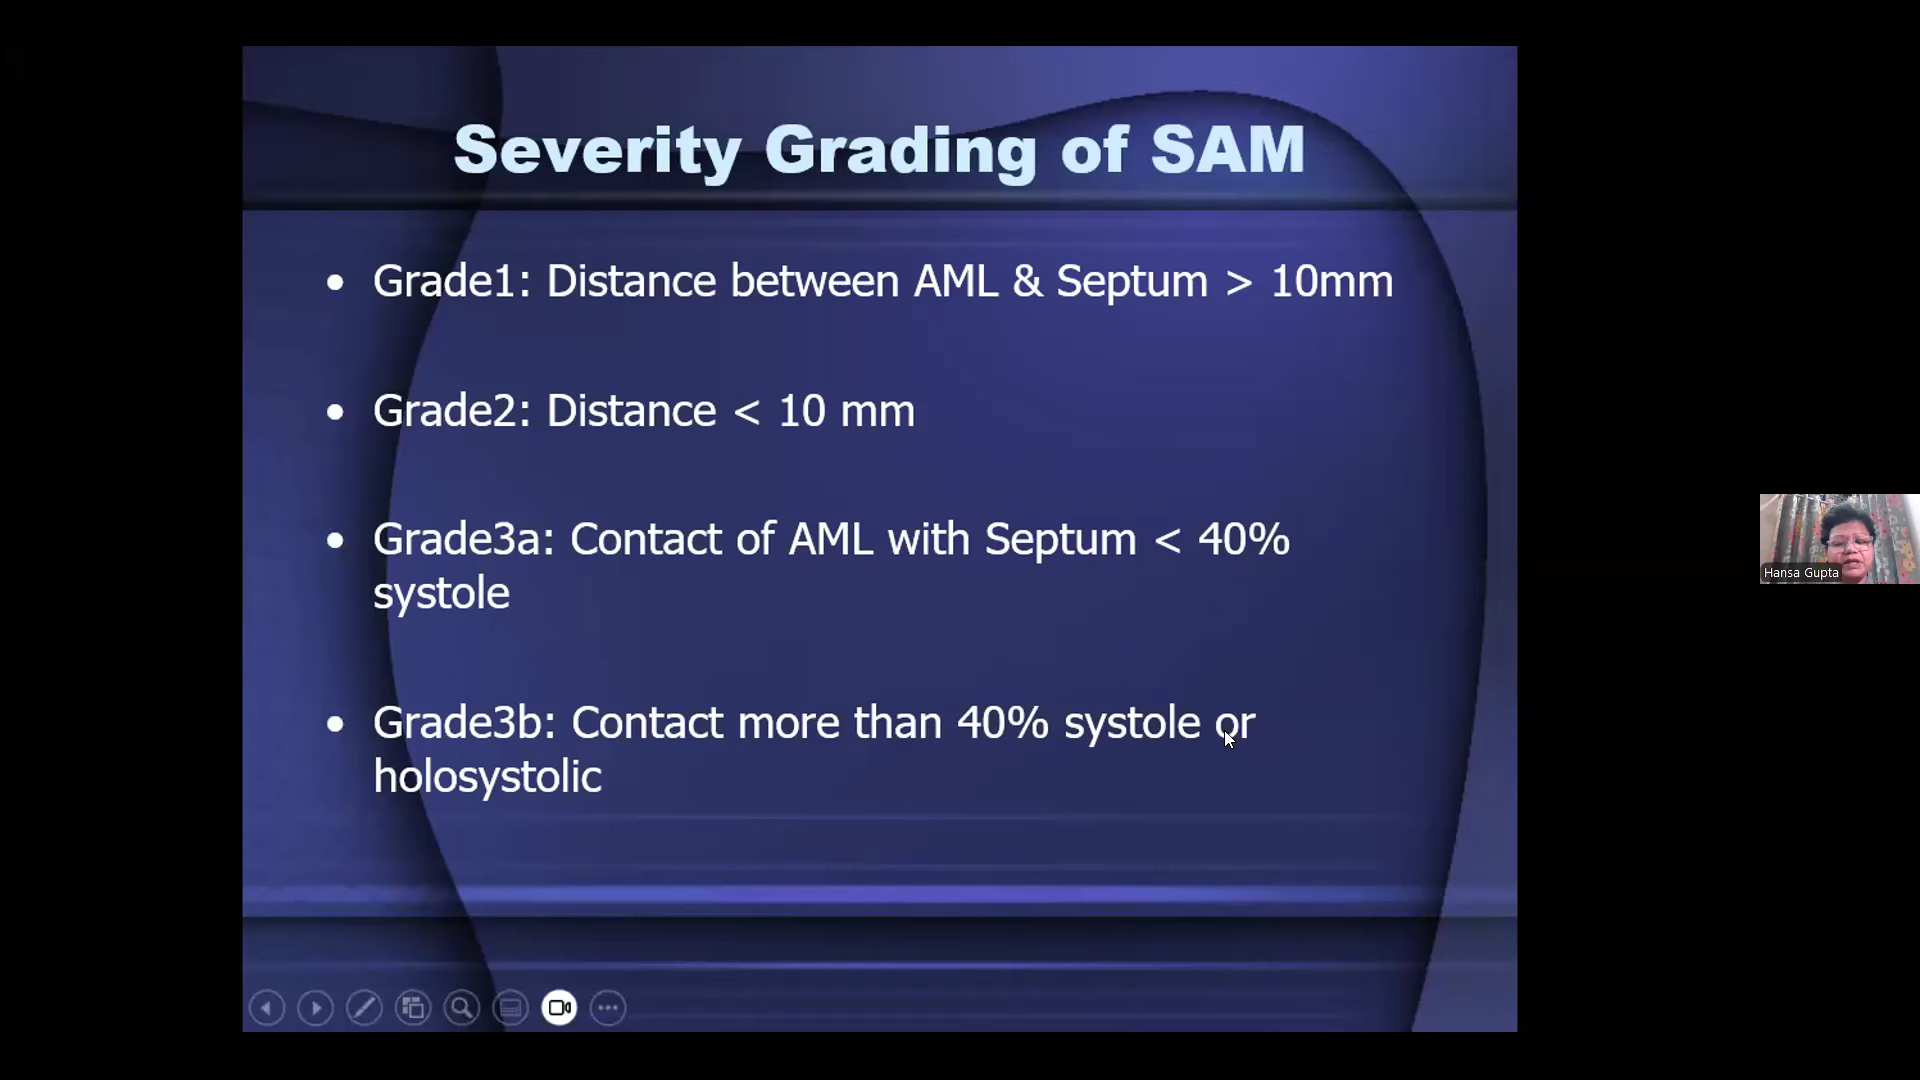 Severity Grading of SAM
• Grade1: Distance between AML & Septum > 10mm
• Grade2: Distance < 10 mm
• Grade3a: Contact of AML with Septum < 40%
systole
• Grade3b: Contact more than 40% systole or
holosystolic
Hansa Gupta